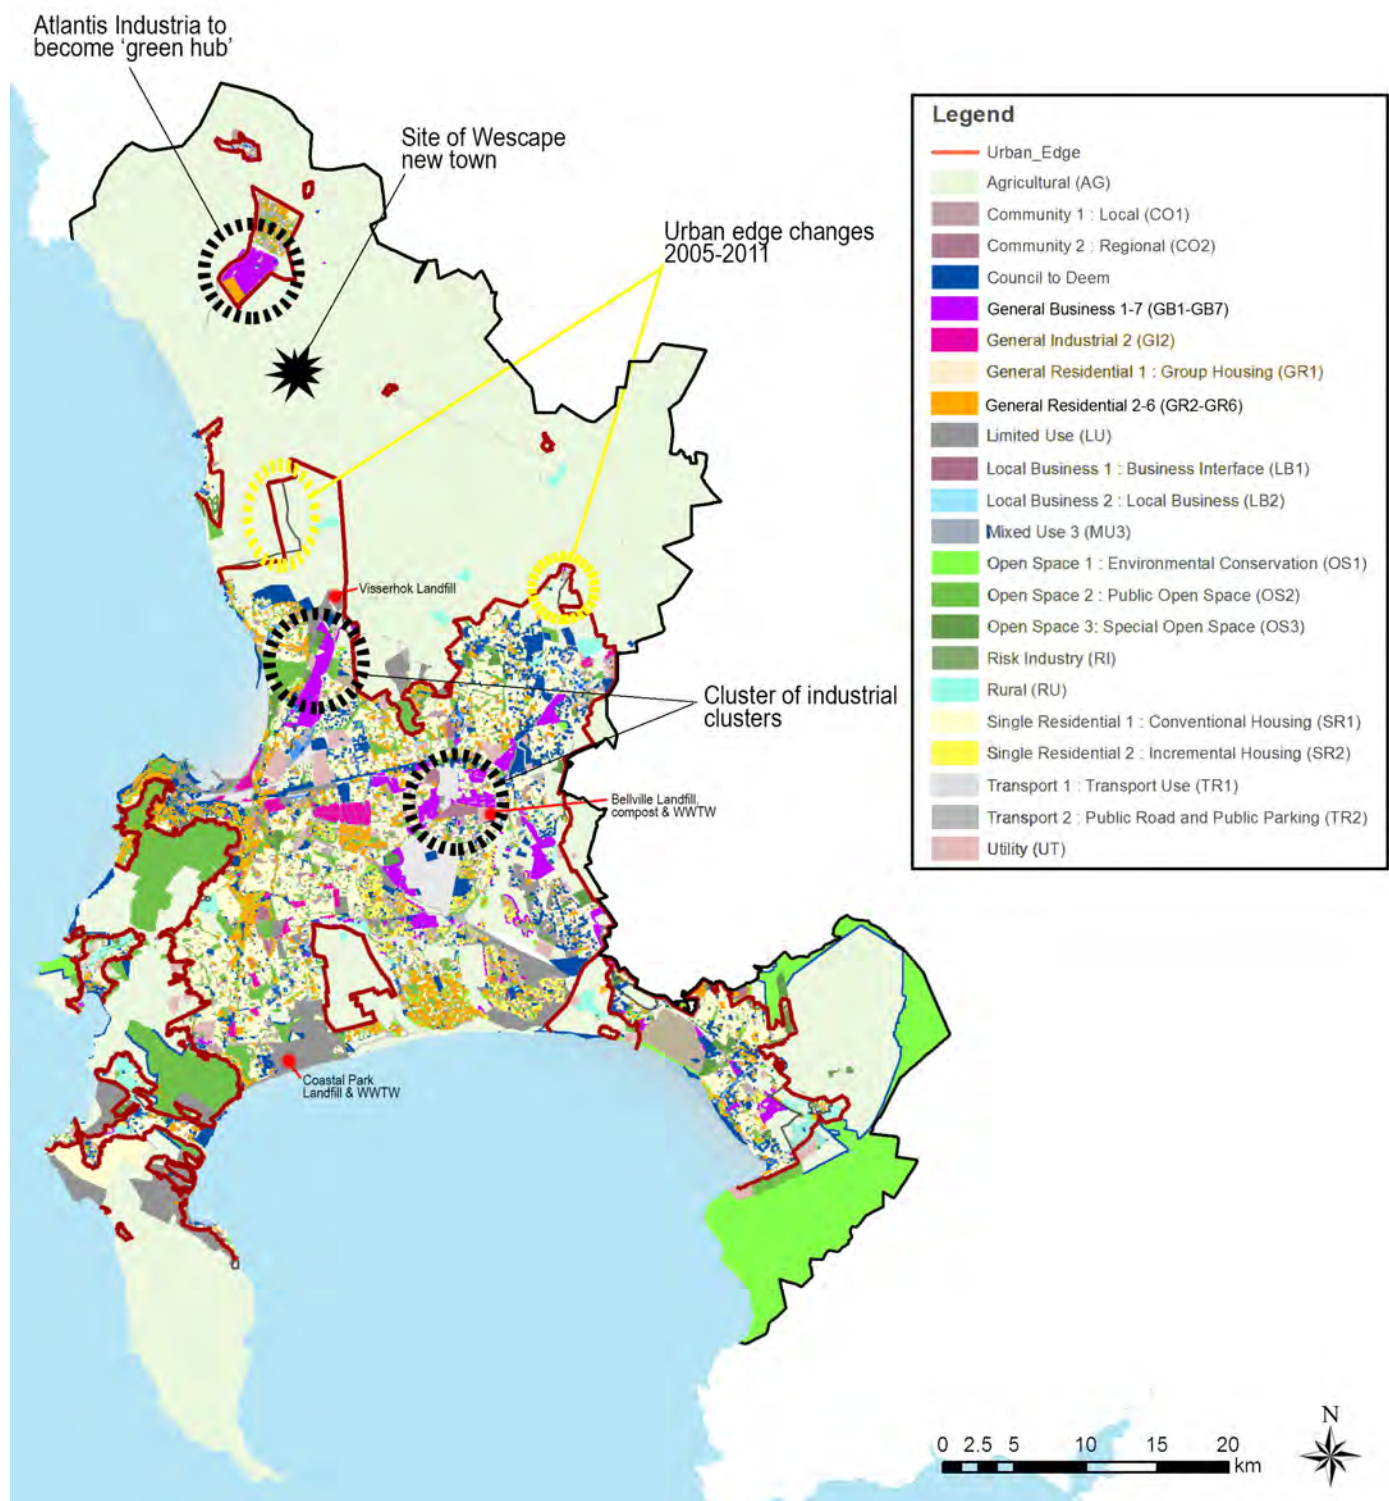 Atlantis Industria to
become ‘green hub’
Site of Wescape
new town
Urban edge changes
2005-2011
Visserhok Landfill
Cluster of industrial
clusters
Bellville Landfill,
compost & WWTW
Coastal Park
Landfill & WWTW
Legend
Urban_Edge
Agricultural (AG)
Community 1 : Local (CO1)
Community 2 : Regional (CO2)
Council to Deem
General Business 1-7 (GB1-GB7)
General Industrial 2 (GI2)
General Residential 1 : Group Housing (GR1)
General Residential 2-6 (GR2-GR6)
Limited Use (LU)
Local Business 1 : Business Interface (LB1)
Local Business 2 : Local Business (LB2)
Mixed Use 3 (MU3)
Open Space 1 : Environmental Conservation (OS1)
Open Space 2 : Public Open Space (OS2)
Open Space 3: Special Open Space (OS3)
Risk Industry (RI)
Rural (RU)
Single Residential 1 : Conventional Housing (SR1)
Single Residential 2 : Incremental Housing (SR2)
Transport 1 : Transport Use (TR1)
Transport 2 : Public Road and Public Parking (TR2)
Utility (UT)
N
0 2.5 5 10 15 20
km